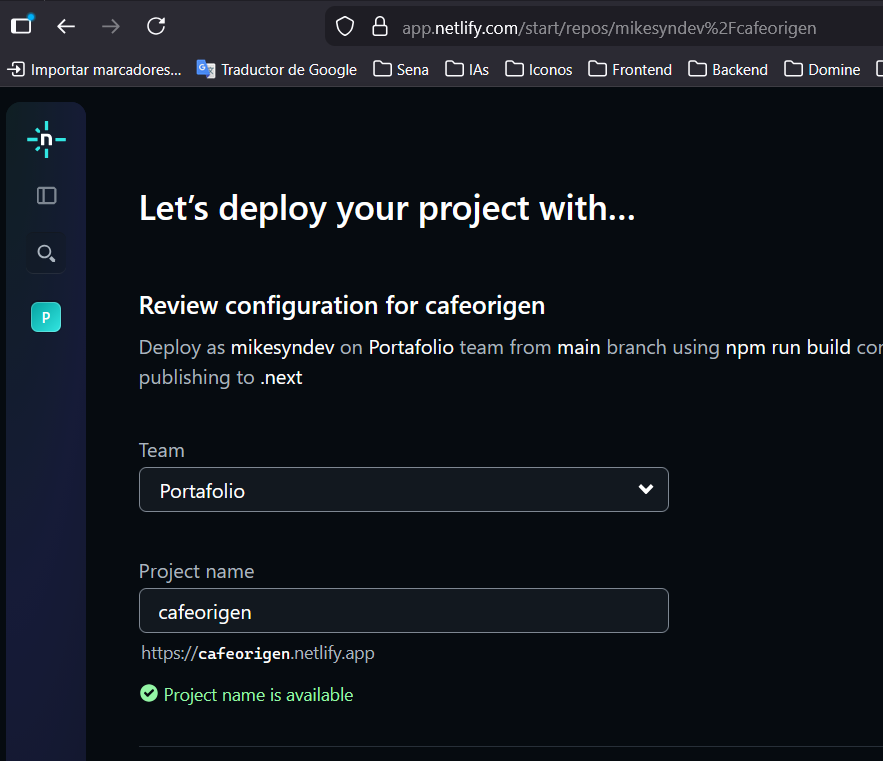 app.netlify.com/start/repos/mikesyndev%2Fcafeorigen
Importar marcadores... Traductor de Google Sena IAs Iconos Frontend Backend Domine
n
Let's deploy your project with...
P
Review configuration for cafeorigen
Deploy as mikesyndev on Portafolio team from main branch using npm run build
publishing to .next
Team
Portafolio
Project name
cafeorigen
https://cafeorigen.netlify.app
Project name is available